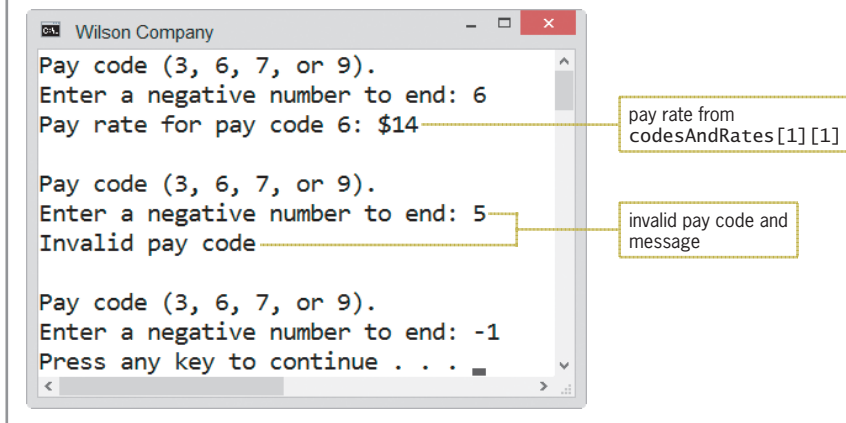 Wilson Company
Pay code (3, 6, 7, or 9).
Enter a negative number to end: 6
Pay rate for pay code 6: $14
pay rate from
codesAndRates[1][1]
Pay code (3, 6, 7, or 9).
Enter a negative number to end: 5
Invalid pay code
invalid pay code and
message
Pay code (3, 6, 7, or 9).
Enter a negative number to end: -1
Press any key to continue . . .